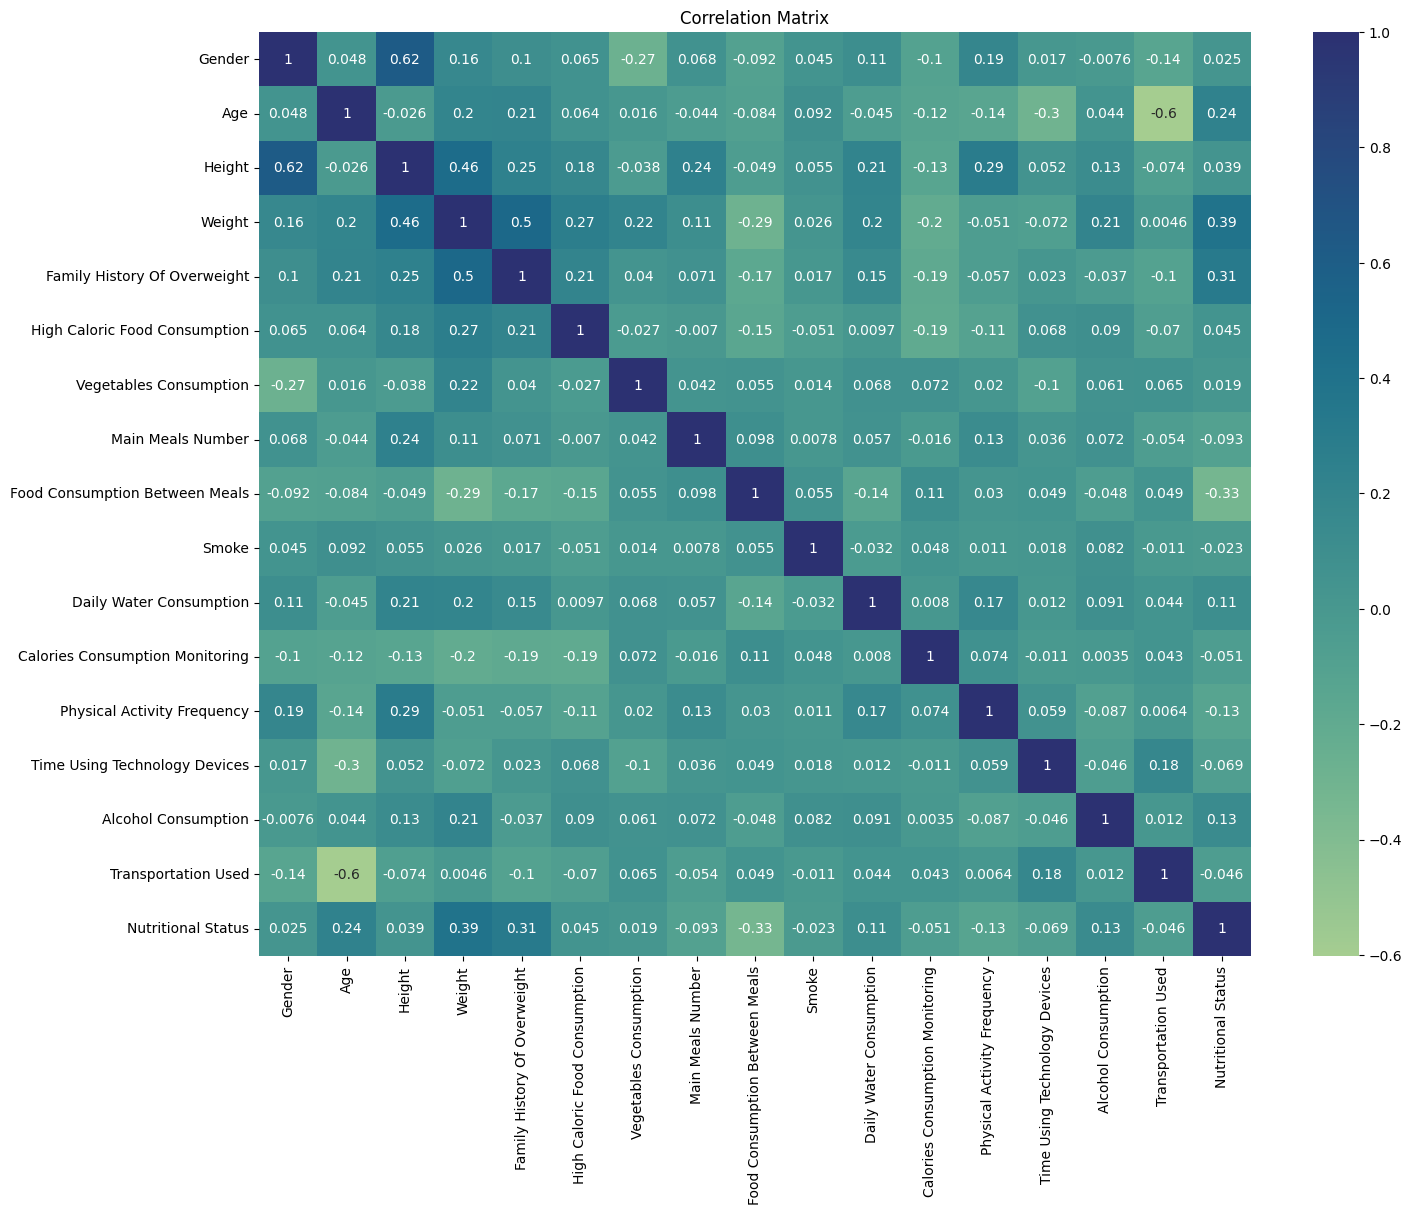 Correlation Matrix
Gender 1 0.048 0.62 0.16 0.1 0.065 -0.27 0.068 -0.092 0.045 0.11 -0.1 0.19 0.017 -0.0076 -0.14 0.025
Age 0.048 1 -0.026 0.2 0.21 0.064 0.016 -0.044 -0.084 0.092 -0.045 -0.12 -0.14 -0.3 0.044 -0.6 0.24
Height 0.62 -0.026 1 0.46 0.25 0.18 -0.038 0.24 -0.049 0.055 0.21 -0.13 0.29 0.052 0.13 -0.074 0.039
Weight 0.16 0.2 0.46 1 0.5 0.27 0.22 0.11 -0.29 0.026 0.2 -0.2 -0.051 -0.072 0.21 0.0046 0.39
Family History Of Overweight 0.1 0.21 0.25 0.5 1 0.21 0.04 0.071 -0.17 0.017 0.15 -0.19 -0.057 0.023 -0.037 -0.1 0.31
High Caloric Food Consumption 0.065 0.064 0.18 0.27 0.21 1 -0.027 -0.007 -0.15 -0.051 0.0097 -0.19 -0.11 0.068 0.09 -0.07 0.045
Vegetables Consumption -0.27 0.016 -0.038 0.22 0.04 -0.027 1 0.042 0.055 0.014 0.068 0.072 0.02 -0.1 0.061 0.065 0.019
Main Meals Number 0.068 -0.044 0.24 0.11 0.071 -0.007 0.042 1 0.098 0.0078 0.057 -0.016 0.13 0.036 0.072 -0.054 -0.093
Food Consumption Between Meals -0.092 -0.084 -0.049 -0.29 -0.17 -0.15 0.055 0.098 1 0.055 -0.14 0.11 0.03 0.049 -0.048 0.049 -0.33
Smoke 0.045 0.092 0.055 0.026 0.017 -0.051 0.014 0.0078 0.055 1 -0.032 0.048 0.011 0.018 0.082 -0.011 -0.023
Daily Water Consumption 0.11 -0.045 0.21 0.2 0.15 0.0097 0.068 0.057 -0.14 -0.032 1 0.008 0.17 0.012 0.091 0.044 0.11
Calories Consumption Monitoring -0.1 -0.12 -0.13 -0.2 -0.19 -0.19 0.072 -0.016 0.11 0.048 0.008 1 0.074 -0.011 0.0035 0.043 -0.051
Physical Activity Frequency 0.19 -0.14 0.29 -0.051 -0.057 -0.11 0.02 0.13 0.03 0.011 0.17 0.074 1 0.059 -0.087 0.0064 -0.13
Time Using Technology Devices 0.017 -0.3 0.052 -0.072 0.023 0.068 -0.1 0.036 0.049 0.018 0.012 -0.011 0.059 1 -0.046 0.18 -0.069
Alcohol Consumption -0.0076 0.044 0.13 0.21 -0.037 0.09 0.061 0.072 -0.048 0.082 0.091 0.0035 -0.087 -0.046 1 0.012 0.13
Transportation Used -0.14 -0.6 -0.074 0.0046 -0.1 -0.07 0.065 -0.054 0.049 -0.011 0.044 0.043 0.0064 0.18 0.012 1 -0.046
Nutritional Status 0.025 0.24 0.039 0.39 0.31 0.045 0.019 -0.093 -0.33 -0.023 0.11 -0.051 -0.13 -0.069 0.13 -0.046 1
Gender
Age
Height
Weight
Family History Of Overweight
High Caloric Food Consumption
Vegetables Consumption
Main Meals Number
Food Consumption Between Meals
Smoke
Daily Water Consumption
Calories Consumption Monitoring
Physical Activity Frequency
Time Using Technology Devices
Alcohol Consumption
Transportation Used
Nutritional Status
1.0
0.8
0.6
0.4
0.2
0.0
−0.2
−0.4
−0.6